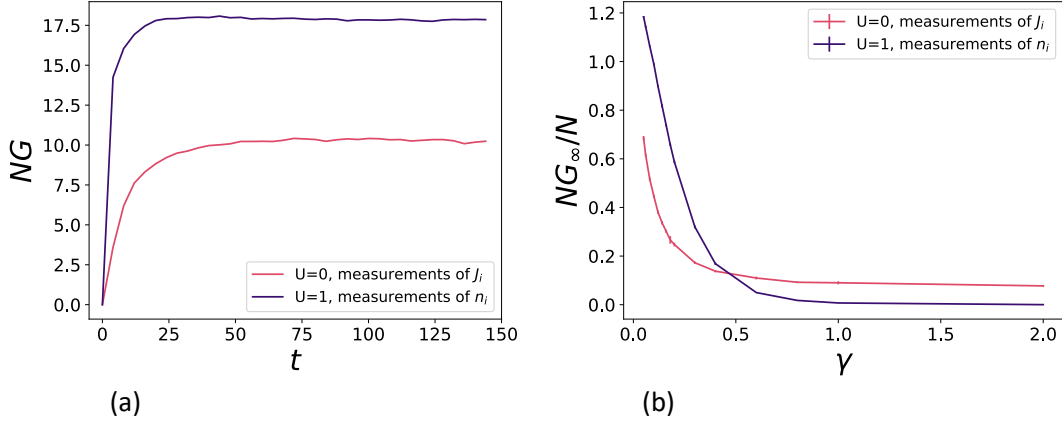 17.5
15.0
12.5
10.0
7.5
5.0
2.5
0.0
NG
0 25 50 75 100 125 150
t
U=0, measurements of J_i
U=1, measurements of n_i
(a)
1.2
1.0
0.8
0.6
0.4
0.2
0.0
NG_∞/N
0.0 0.5 1.0 1.5 2.0
γ
U=0, measurements of J_i
U=1, measurements of n_i
(b)